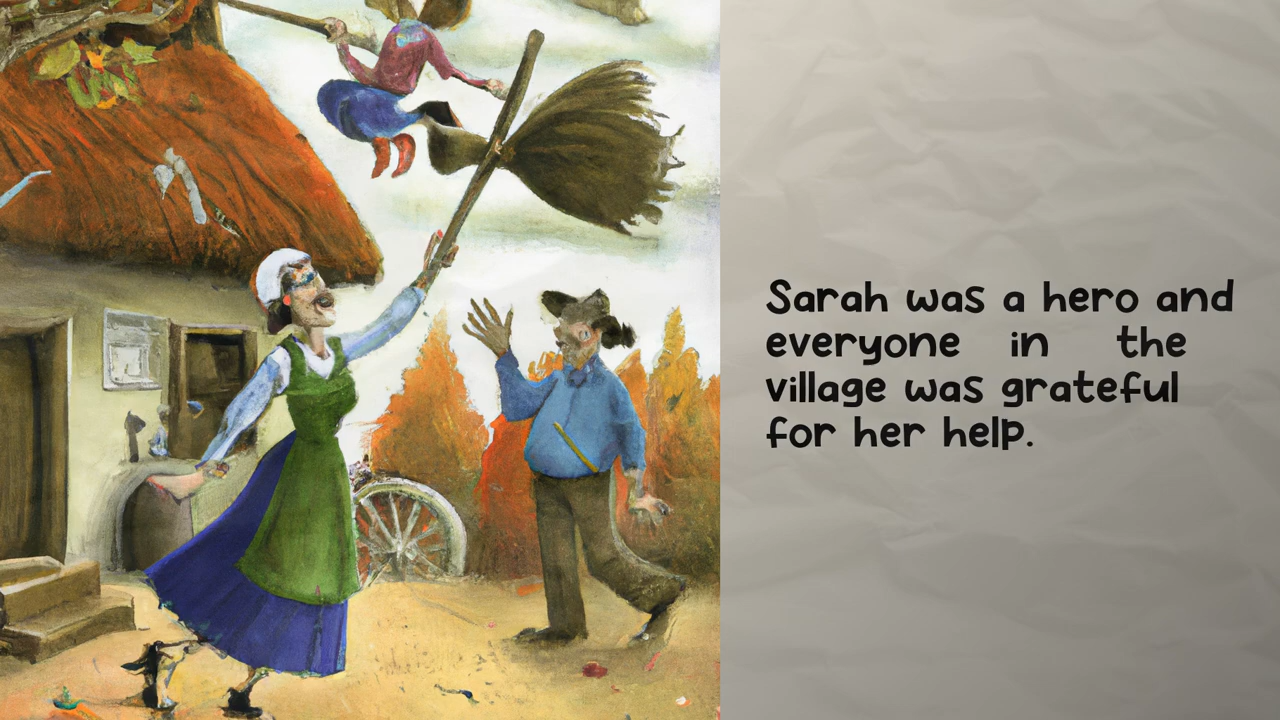 Sarah was a hero and
everyone in the
village was grateful
for her help.